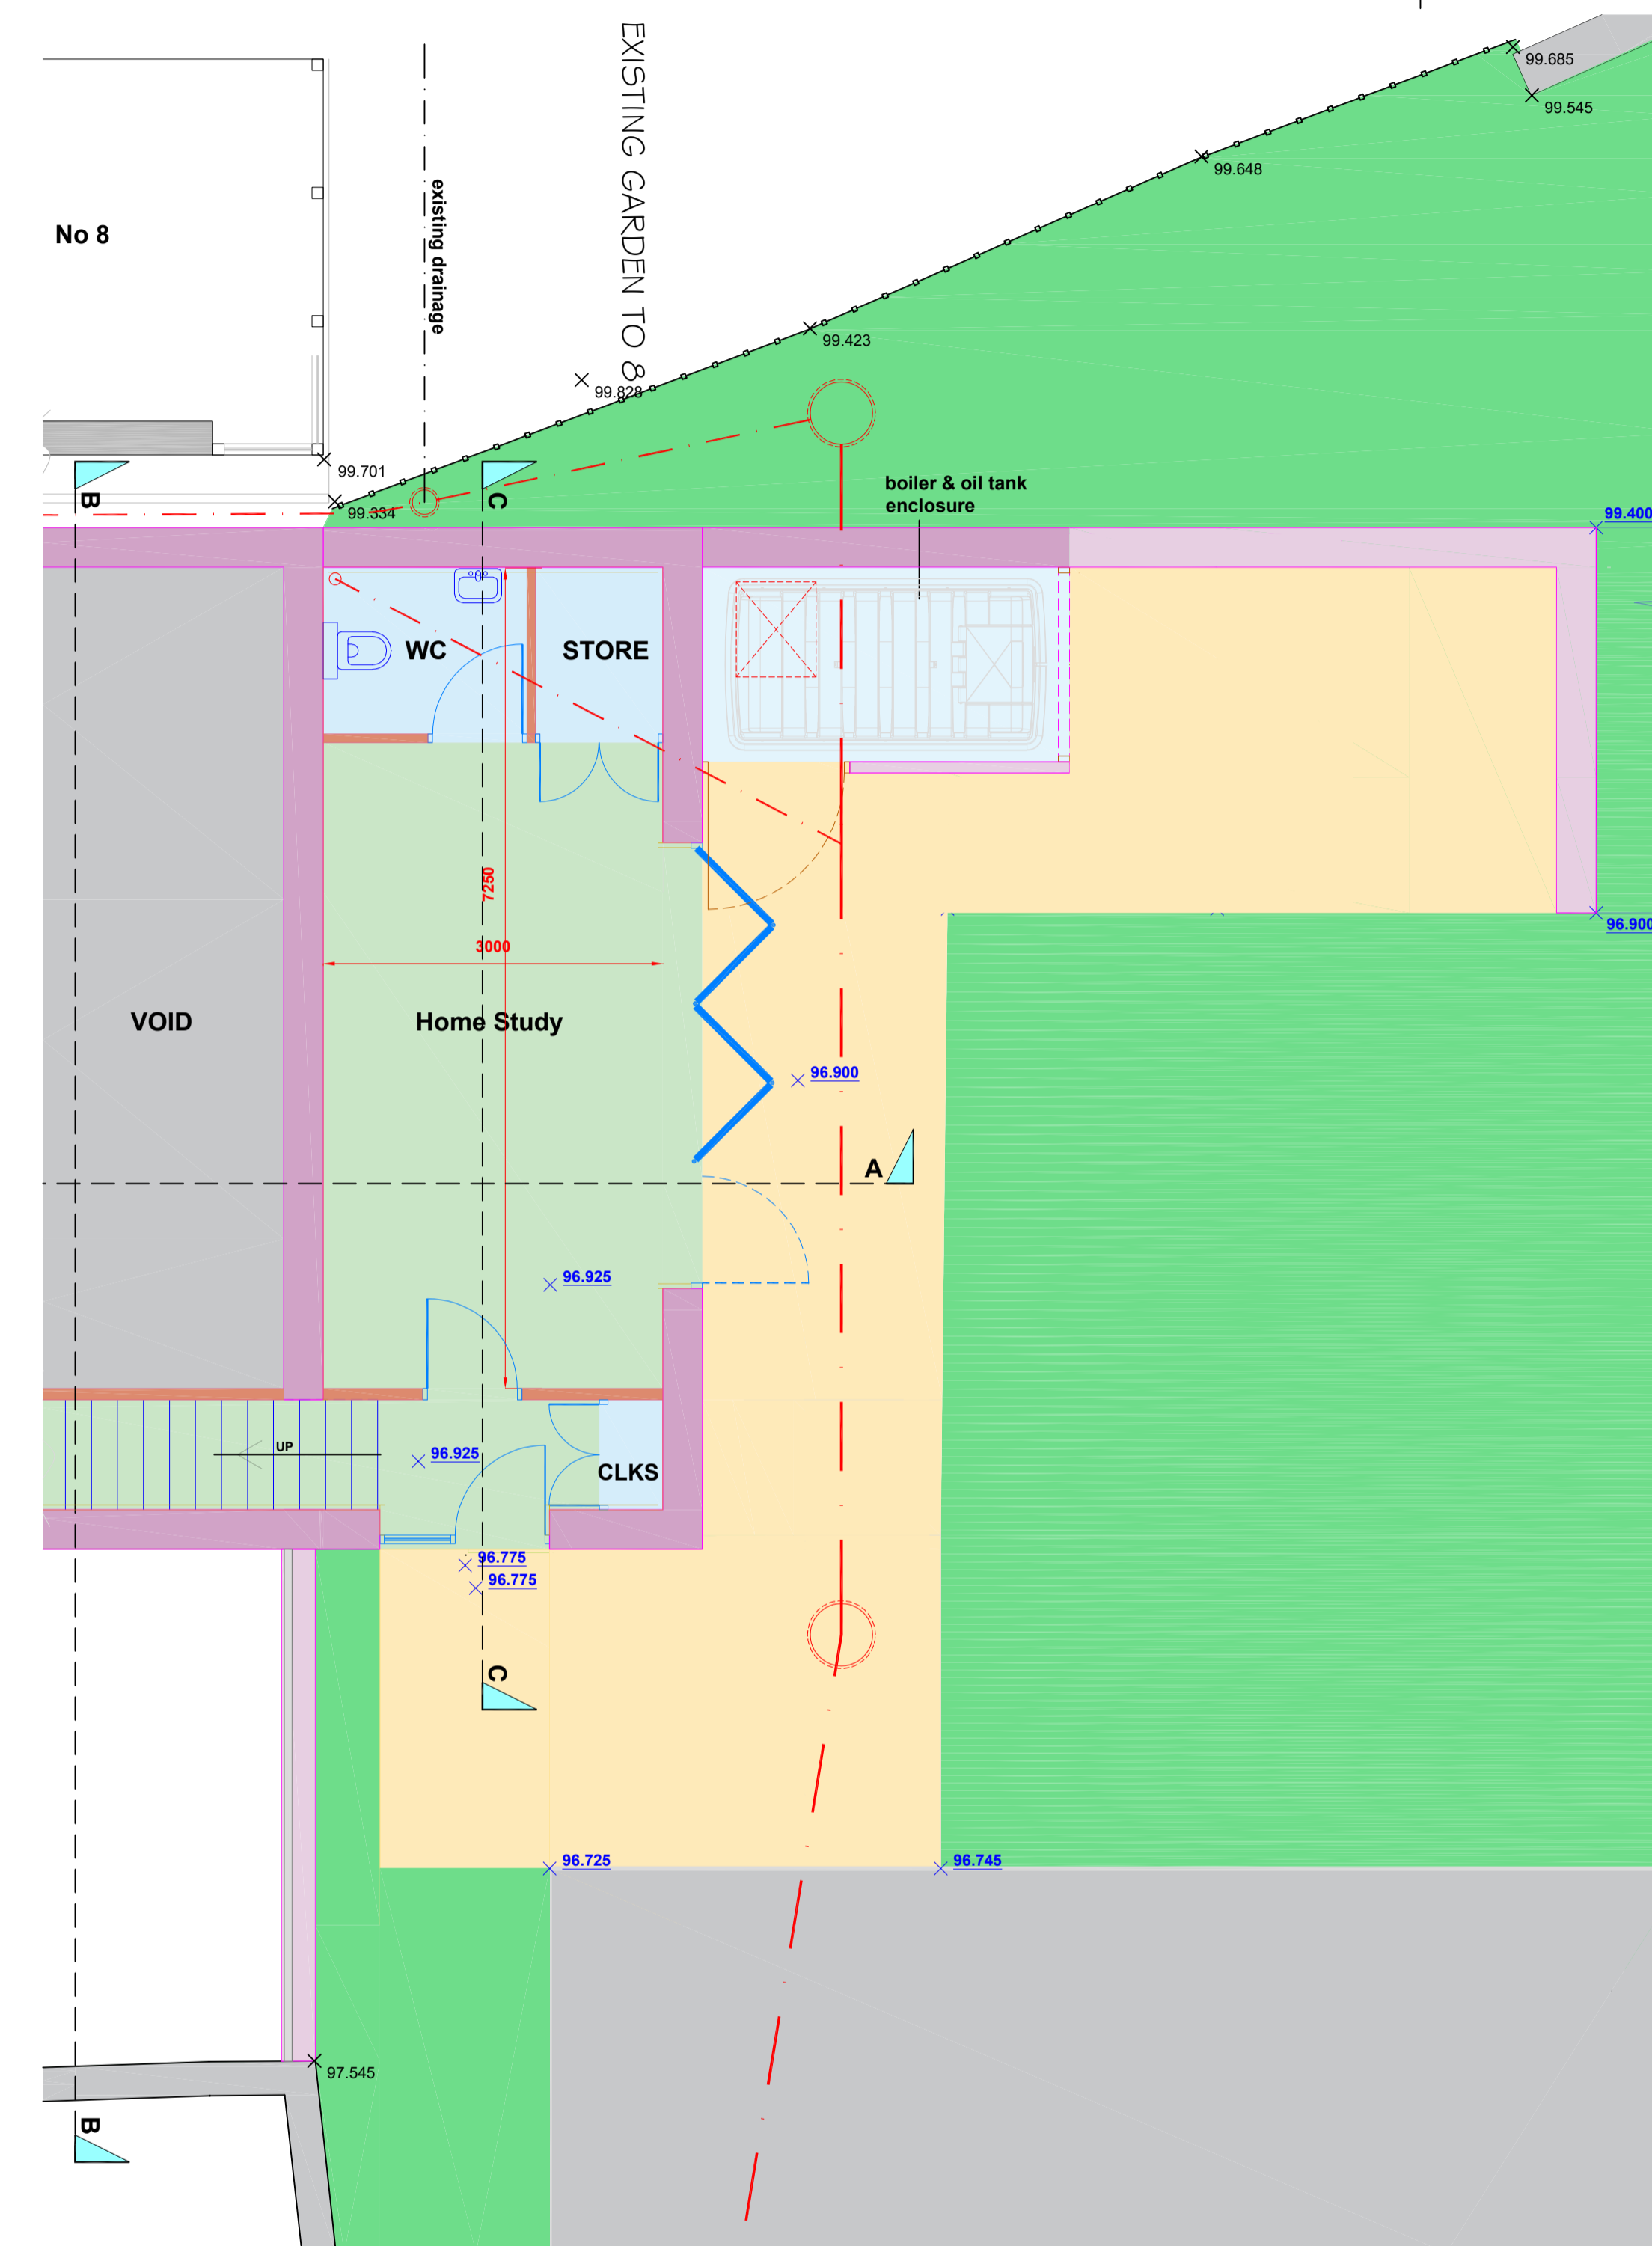 99.685
99.545
99.648
No 8
existing drainage
EXISTING GARDEN TO 8
99.423
99.828
99.701
99.334
B
C
boiler & oil tank
enclosure
99.400
WC
STORE
7250
3000
96.900
VOID
Home Study
96.900
A
96.925
UP
96.925
CLKS
96.775
96.775
C
96.725
96.745
97.545
B